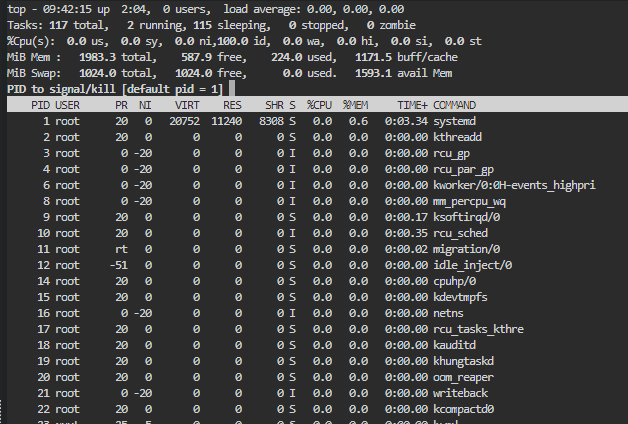 top - 09:42:15 up  2:04,  0 users,  load average: 0.00, 0.00, 0.00
Tasks: 117 total,   2 running, 115 sleeping,   0 stopped,   0 zombie
%Cpu(s):  0.0 us,  0.0 sy,  0.0 ni,100.0 id,  0.0 wa,  0.0 hi,  0.0 si,  0.0 st
MiB Mem :   1983.3 total,    587.9 free,    224.0 used,   1171.5 buff/cache
MiB Swap:   1024.0 total,   1024.0 free,      0.0 used.   1593.1 avail Mem
PID to signal/kill [default pid = 1]
PID USER      PR  NI    VIRT    RES    SHR S  %CPU  %MEM     TIME+ COMMAND
1 root      20   0   20752  11240   8308 S   0.0   0.6   0:03.34 systemd
2 root      20   0       0      0      0 S   0.0   0.0   0:00.00 kthreadd
3 root       0 -20       0      0      0 I   0.0   0.0   0:00.00 rcu_gp
4 root       0 -20       0      0      0 I   0.0   0.0   0:00.00 rcu_par_gp
6 root       0 -20       0      0      0 I   0.0   0.0   0:00.00 kworker/0:0H-events_highpri
8 root       0 -20       0      0      0 I   0.0   0.0   0:00.00 mm_percpu_wq
9 root      20   0       0      0      0 S   0.0   0.0   0:00.17 ksoftirqd/0
10 root      20   0       0      0      0 I   0.0   0.0   0:00.35 rcu_sched
11 root      rt   0       0      0      0 S   0.0   0.0   0:00.02 migration/0
12 root     -51   0       0      0      0 S   0.0   0.0   0:00.00 idle_inject/0
14 root      20   0       0      0      0 S   0.0   0.0   0:00.00 cpuhp/0
15 root      20   0       0      0      0 S   0.0   0.0   0:00.00 kdevtmpfs
16 root       0 -20       0      0      0 I   0.0   0.0   0:00.00 netns
17 root      20   0       0      0      0 S   0.0   0.0   0:00.00 rcu_tasks_kthre
18 root      20   0       0      0      0 S   0.0   0.0   0:00.00 kauditd
19 root      20   0       0      0      0 S   0.0   0.0   0:00.00 khungtaskd
20 root      20   0       0      0      0 S   0.0   0.0   0:00.00 oom_reaper
21 root       0 -20       0      0      0 I   0.0   0.0   0:00.00 writeback
22 root      20   0       0      0      0 S   0.0   0.0   0:00.00 kcompactd0